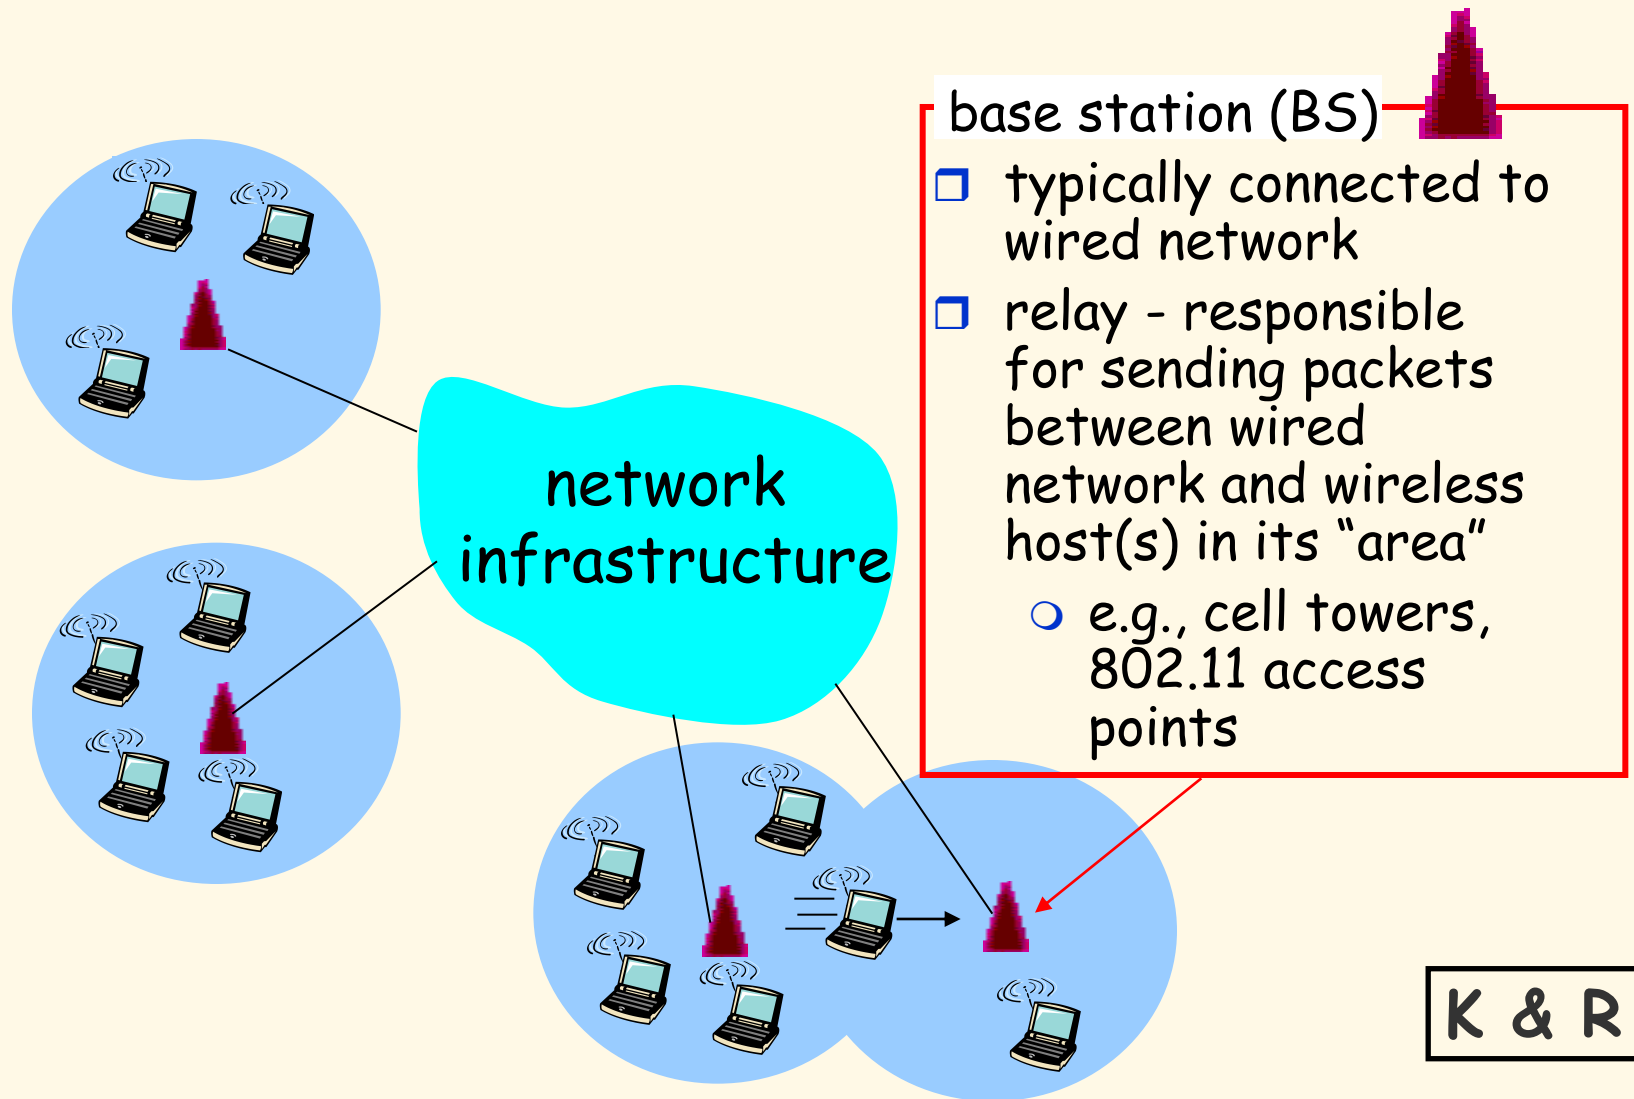 base station (BS)
typically connected to
wired network
relay - responsible
for sending packets
between wired
network and wireless
host(s) in its “area”
e.g., cell towers,
802.11 access
points
network
infrastructure
K & R